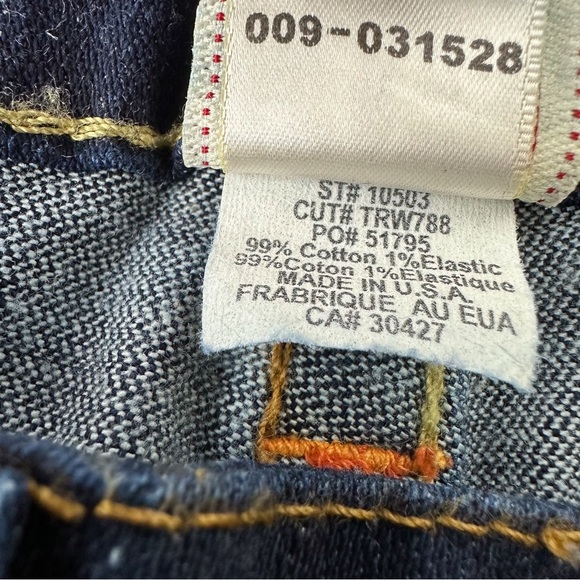 009-031528
ST# 10503
CUT# TRW788
PO# 51795
99% Cotton 1%Elastic
99%Coton 1%Elastique
MADE IN U.S.A.
FRABRIQUE AU EUA
CA# 30427